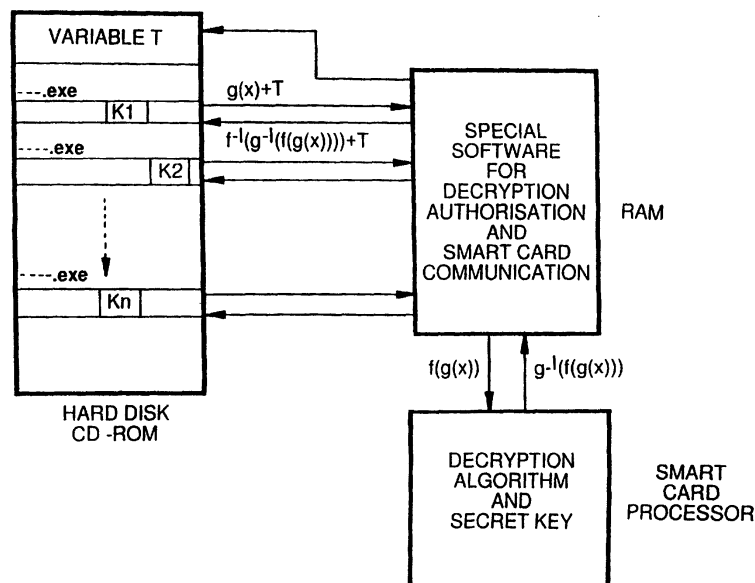 VARIABLE T
----.exe
g(x)+T
K1
f-1(g-1(f(g(x))))+T
----.exe
K2
----.exe
Kn
HARD DISK
CD -ROM
SPECIAL
SOFTWARE
FOR
DECRYPTION
AUTHORISATION
AND
SMART CARD
COMMUNICATION
RAM
f(g(x))
g-1(f(g(x)))
DECRYPTION
ALGORITHM
AND
SECRET KEY
SMART
CARD
PROCESSOR